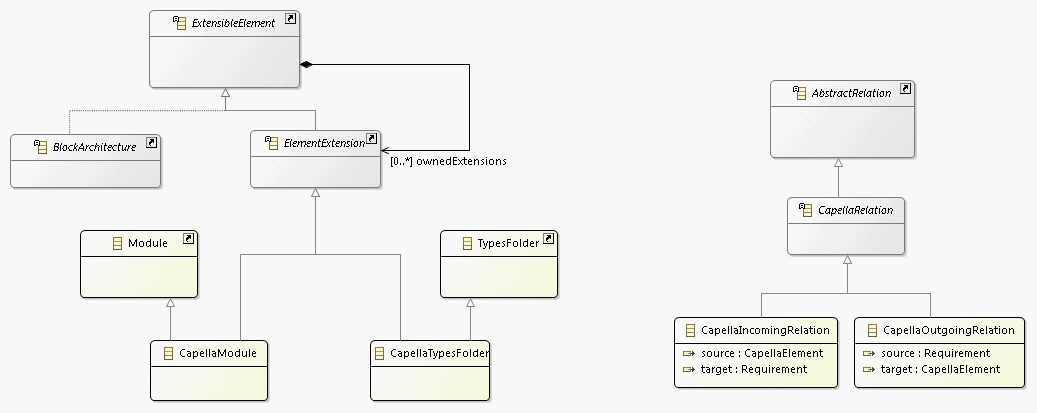 ExtensibleElement
BlockArchitecture
ElementExtension
[0..*] ownedExtensions
Module
TypesFolder
CapellaModule
CapellaTypesFolder
AbstractRelation
CapellaRelation
CapellaIncomingRelation
source : CapellaElement
target : Requirement
CapellaOutgoingRelation
source : Requirement
target : CapellaElement